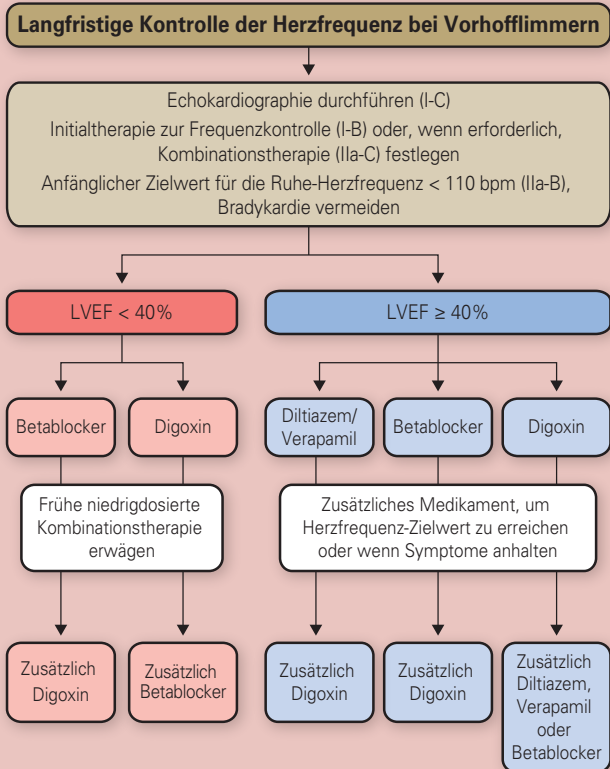 Langfristige Kontrolle der Herzfrequenz bei Vorhofflimmern
Echokardiographie durchführen (I-C)
Initialtherapie zur Frequenzkontrolle (I-B) oder, wenn erforderlich,
Kombinationstherapie (IIa-C) festlegen
Anfänglicher Zielwert für die Ruhe-Herzfrequenz < 110 bpm (IIa-B),
Bradykardie vermeiden
LVEF < 40%
LVEF ≥ 40%
Betablocker
Digoxin
Diltiazem/
Verapamil
Betablocker
Digoxin
Frühe niedrigdosierte
Kombinationstherapie
erwägen
Zusätzliches Medikament, um
Herzfrequenz-Zielwert zu erreichen
oder wenn Symptome anhalten
Zusätzlich
Digoxin
Zusätzlich
Betablocker
Zusätzlich
Digoxin
Zusätzlich
Digoxin
Zusätzlich
Diltiazem,
Verapamil
oder
Betablocker